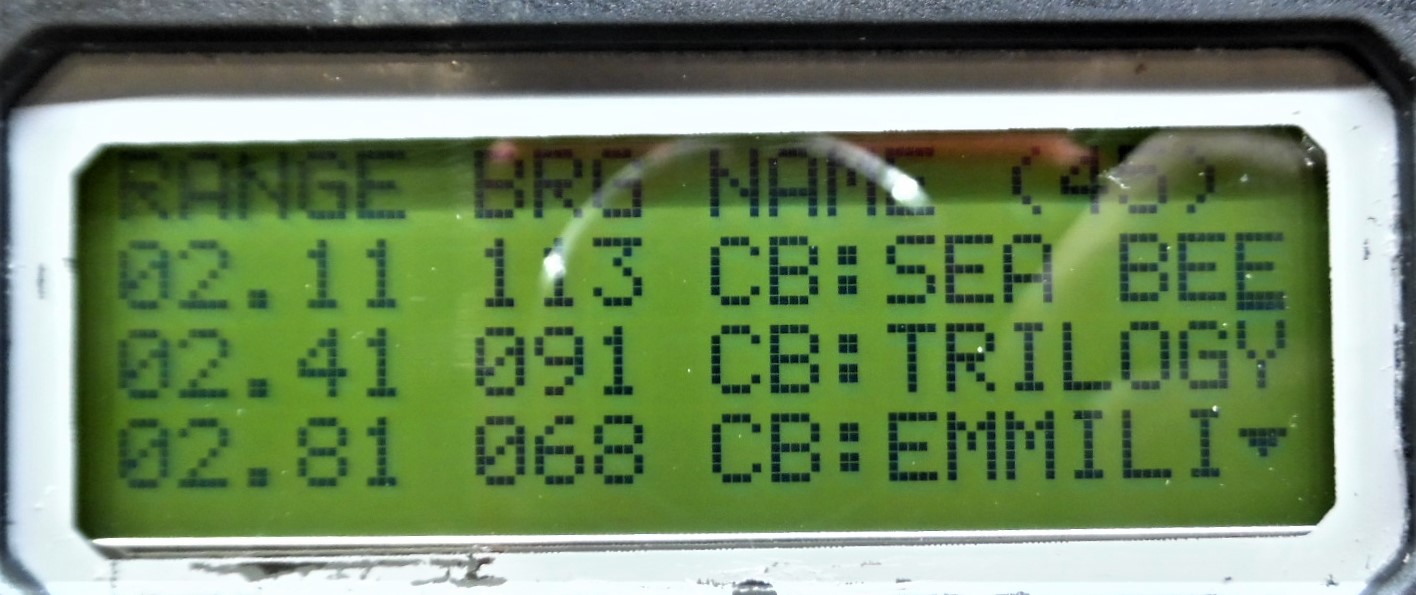 RANGE BRG NAME (45)
02.11 113 CB:SEA BEE
02.41 091 CB:TRILOGY
02.81 068 CB:EMMILI